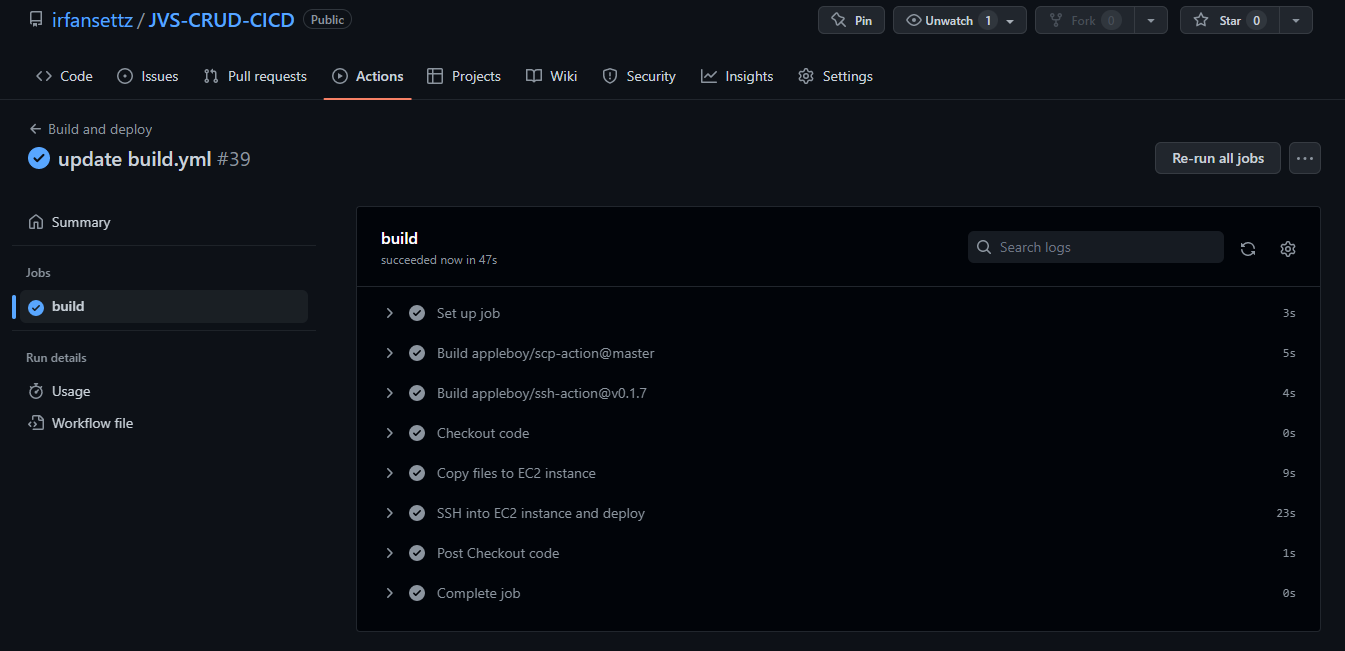 irfansettz / JVS-CRUD-CICD Public
Pin Unwatch 1 Fork 0 Star 0
Code Issues Pull requests Actions Projects Wiki Security Insights Settings
Build and deploy
update build.yml #39
Re-run all jobs
Summary
Jobs
build
Run details
Usage
Workflow file
build
succeeded now in 47s
Search logs
Set up job 3s
Build appleboy/scp-action@master 5s
Build appleboy/ssh-action@v0.1.7 4s
Checkout code 0s
Copy files to EC2 instance 9s
SSH into EC2 instance and deploy 23s
Post Checkout code 1s
Complete job 0s